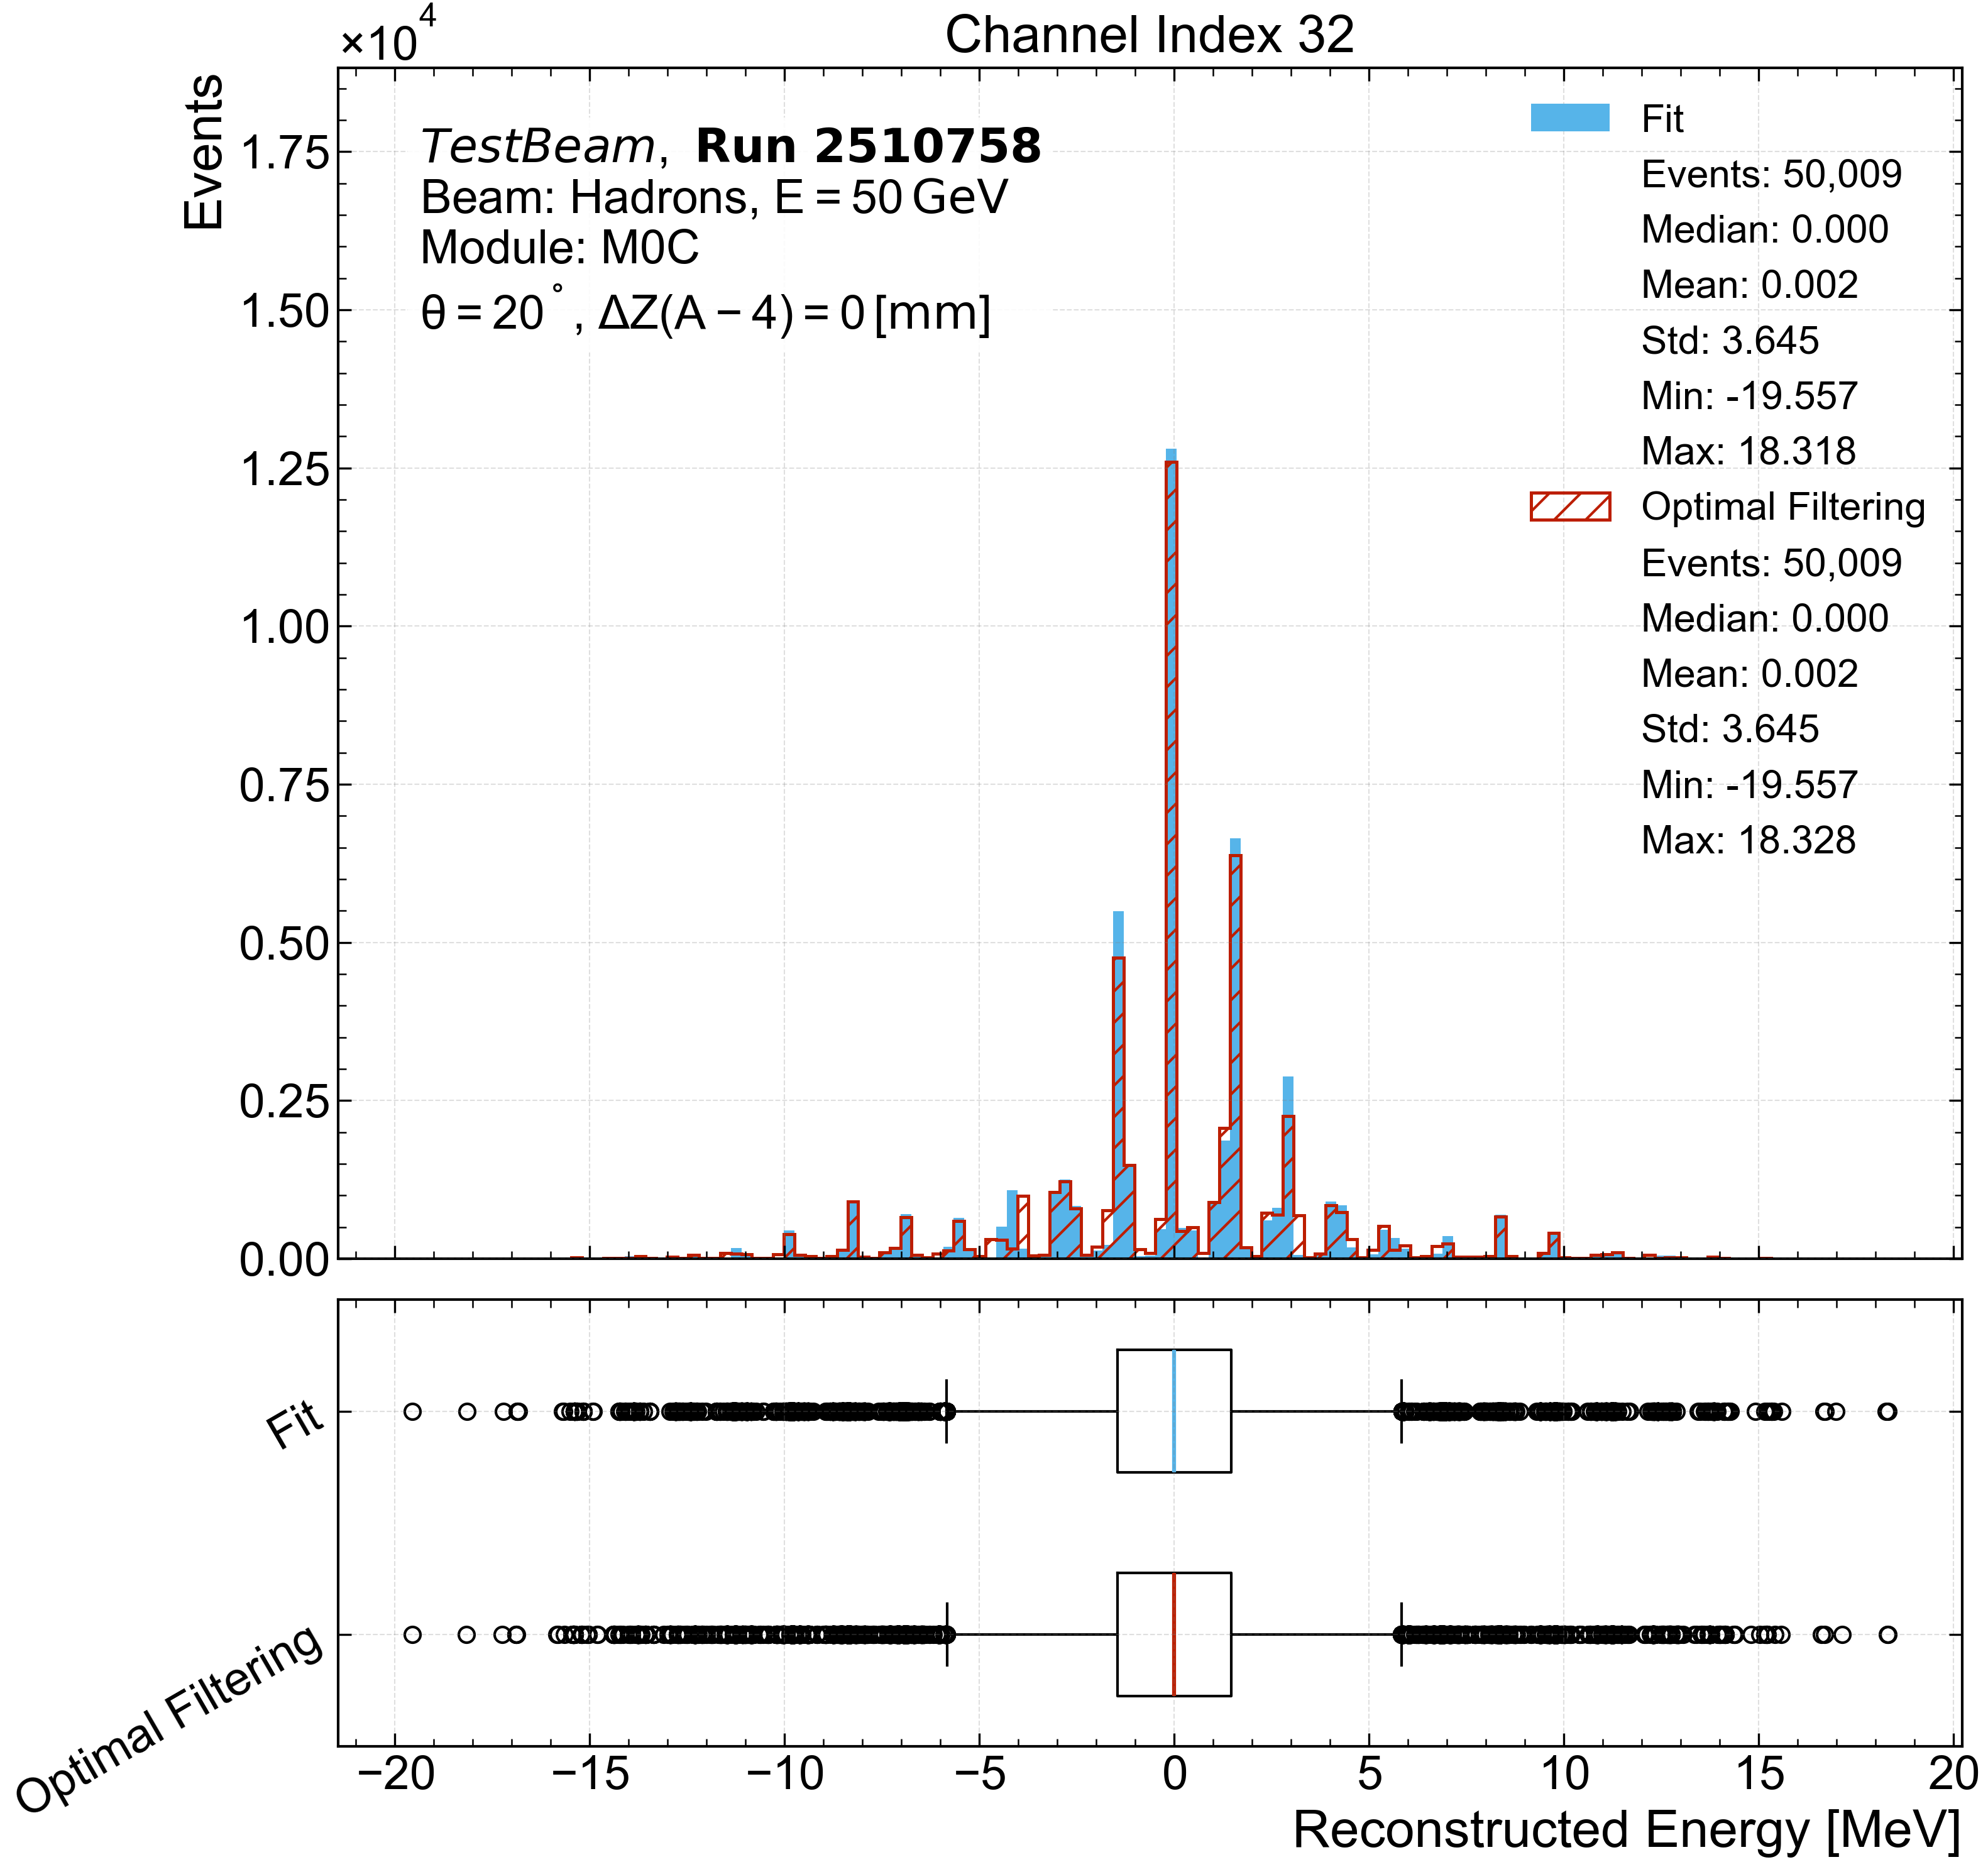 Channel Index 32
×10⁴
Events
TestBeam, Run 2510758
Beam: Hadrons, E = 50 GeV
Module: M0C
θ = 20°, ΔZ(A − 4) = 0 [mm]
Fit
Events: 50,009
Median: 0.000
Mean: 0.002
Std: 3.645
Min: -19.557
Max: 18.318
Optimal Filtering
Events: 50,009
Median: 0.000
Mean: 0.002
Std: 3.645
Min: -19.557
Max: 18.328
1.75
1.50
1.25
1.00
0.75
0.50
0.25
0.00
Fit
Optimal Filtering
−20 −15 −10 −5 0 5 10 15 20
Reconstructed Energy [MeV]